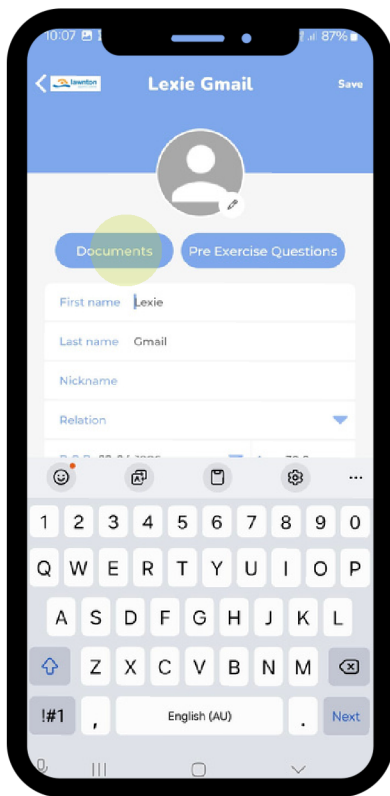 10:07 87%
lawnton Lexie Gmail Save
Documents Pre Exercise Questions
First name Lexie
Last name Gmail
Nickname
Relation
1 2 3 4 5 6 7 8 9 0
Q W E R T Y U I O P
A S D F G H J K L
Z X C V B N M
!#1 , English (AU) . Next